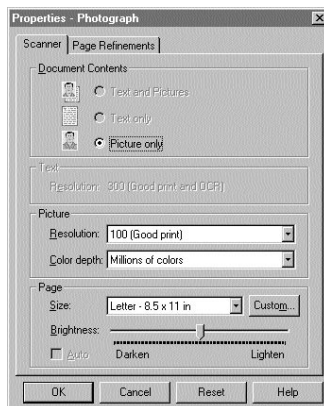 Properties - Photograph
Scanner Page Refinements
Document Contents
Text and Pictures
Text only
Picture only
Text
Resolution: 300 (Good print and OCR)
Picture
Resolution: 100 (Good print)
Color depth: Millions of colors
Page
Size: Letter - 8.5 x 11 in Custom...
Brightness:
Auto Darken Lighten
OK Cancel Reset Help